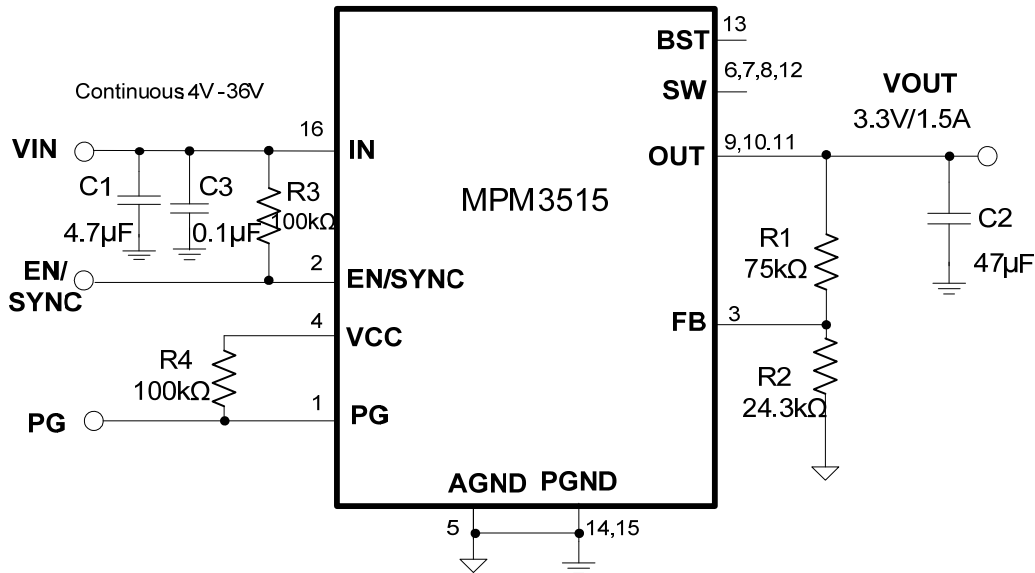 13
BST
6,7,8,12
SW
VOUT
3.3V/1.5A
Continuous:4V-36V
16
VIN
IN
9,10.11
OUT
MPM3515
C1
C3
R3
100kΩ
4.7µF
0.1µF
C2
47µF
R1
75kΩ
EN/
SYNC
2
EN/SYNC
4
VCC
FB
3
R4
100kΩ
R2
24.3kΩ
PG
1
PG
AGND
PGND
5
14,15